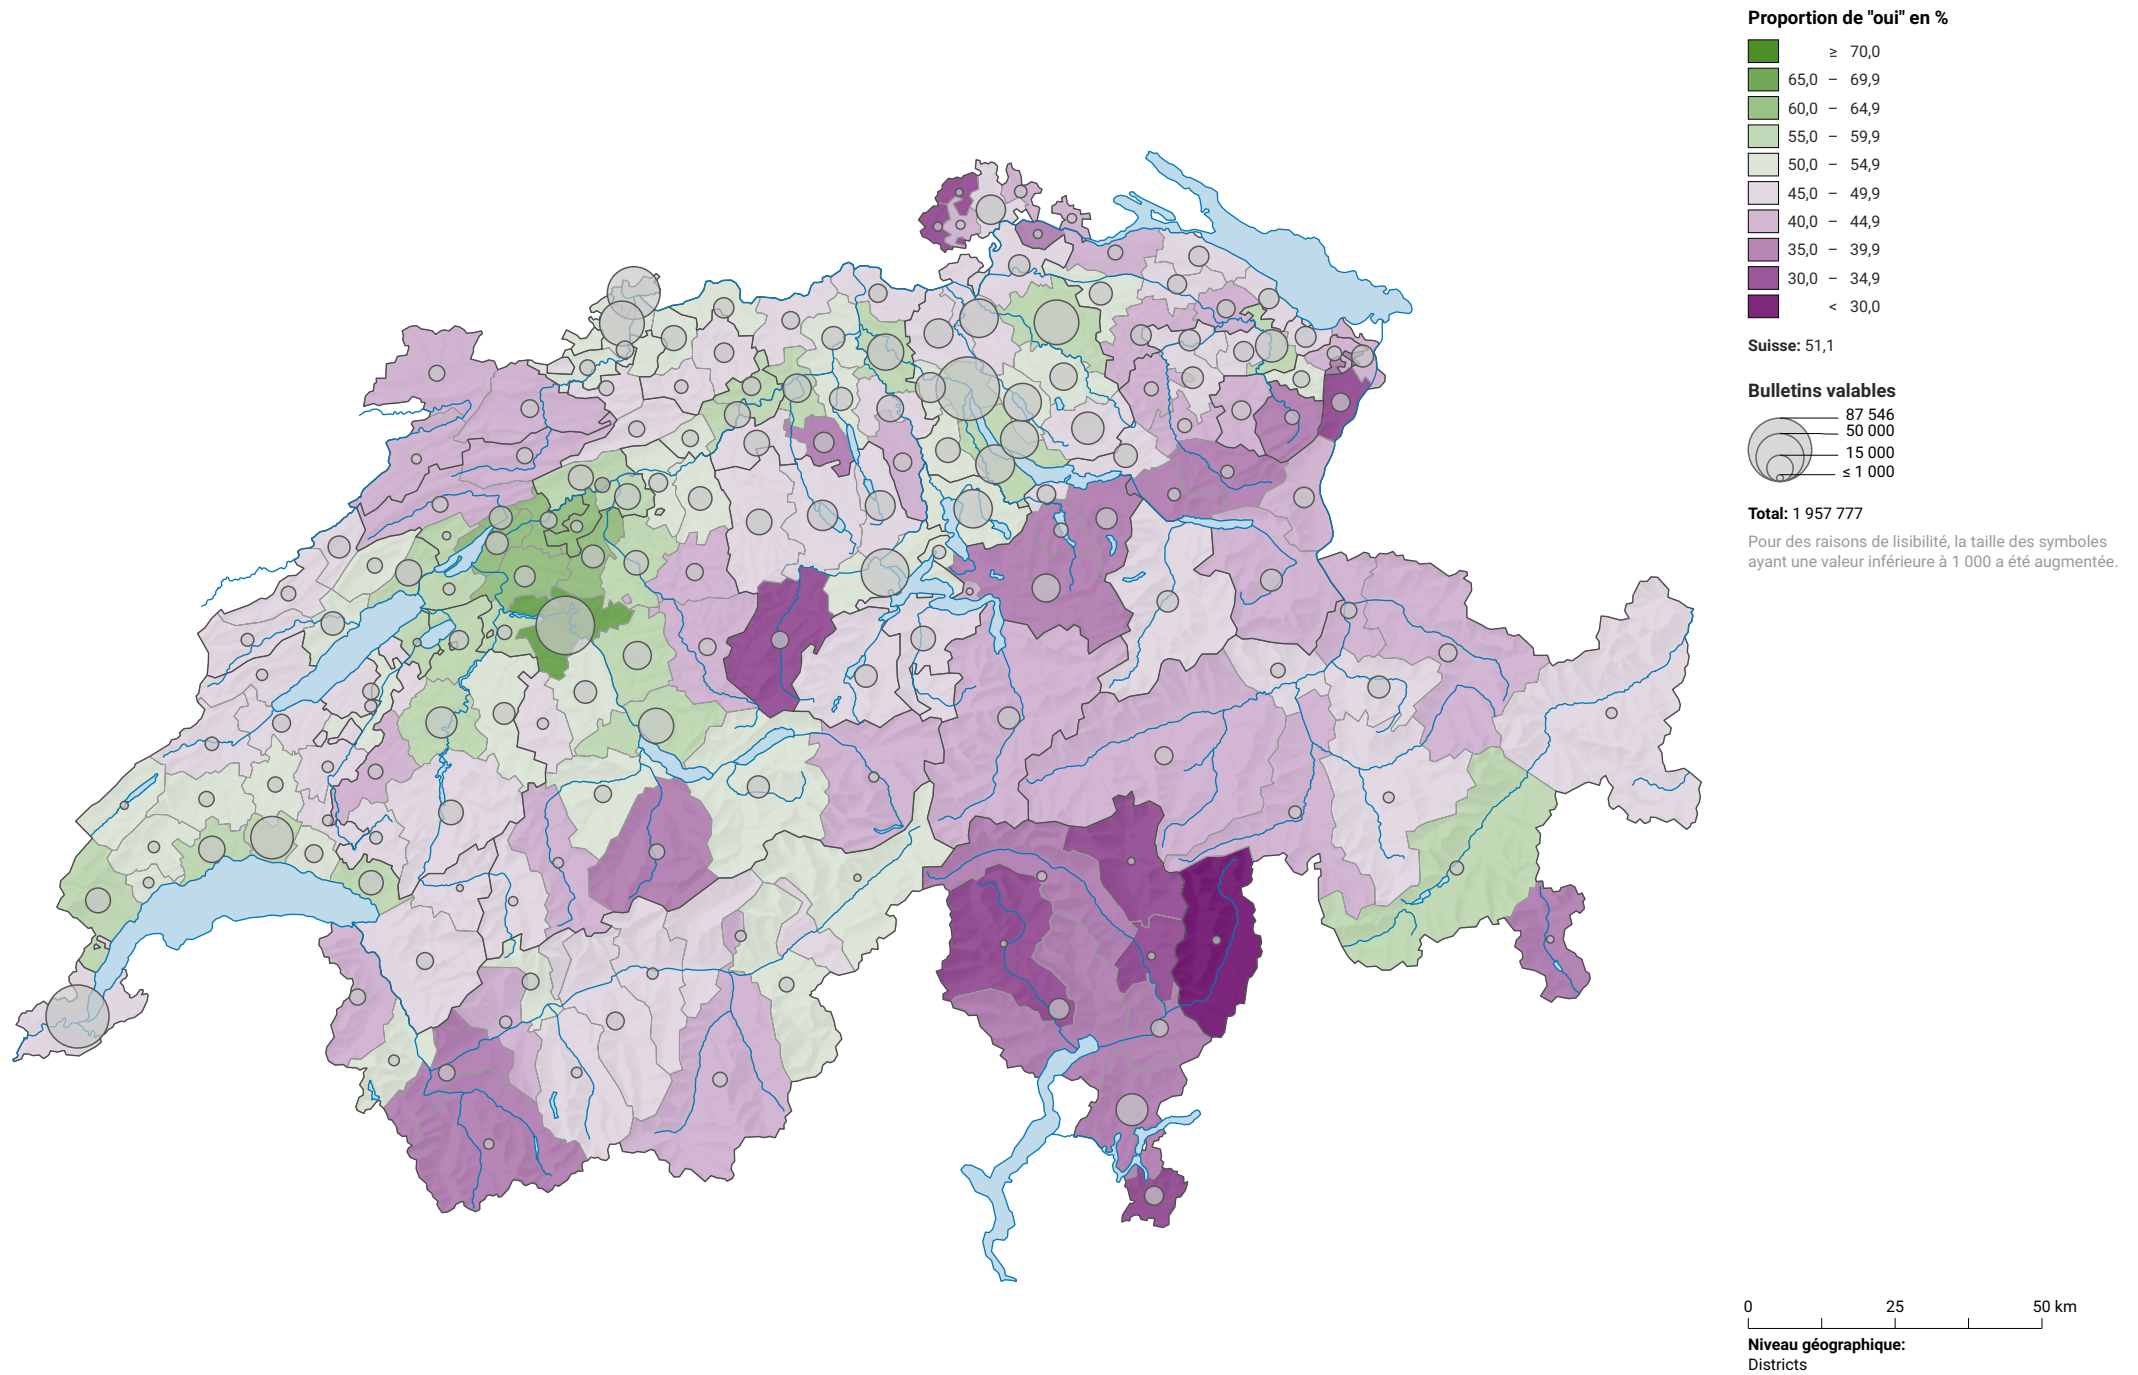 Proportion de "oui" en %
≥ 70,0
65,0 – 69,9
60,0 – 64,9
55,0 – 59,9
50,0 – 54,9
45,0 – 49,9
40,0 – 44,9
35,0 – 39,9
30,0 – 34,9
< 30,0
Suisse: 51,1
Bulletins valables
87 546
50 000
15 000
≤ 1 000
Total: 1 957 777
Pour des raisons de lisibilité, la taille des symboles
ayant une valeur inférieure à 1 000 a été augmentée.
0 25 50 km
Niveau géographique:
Districts